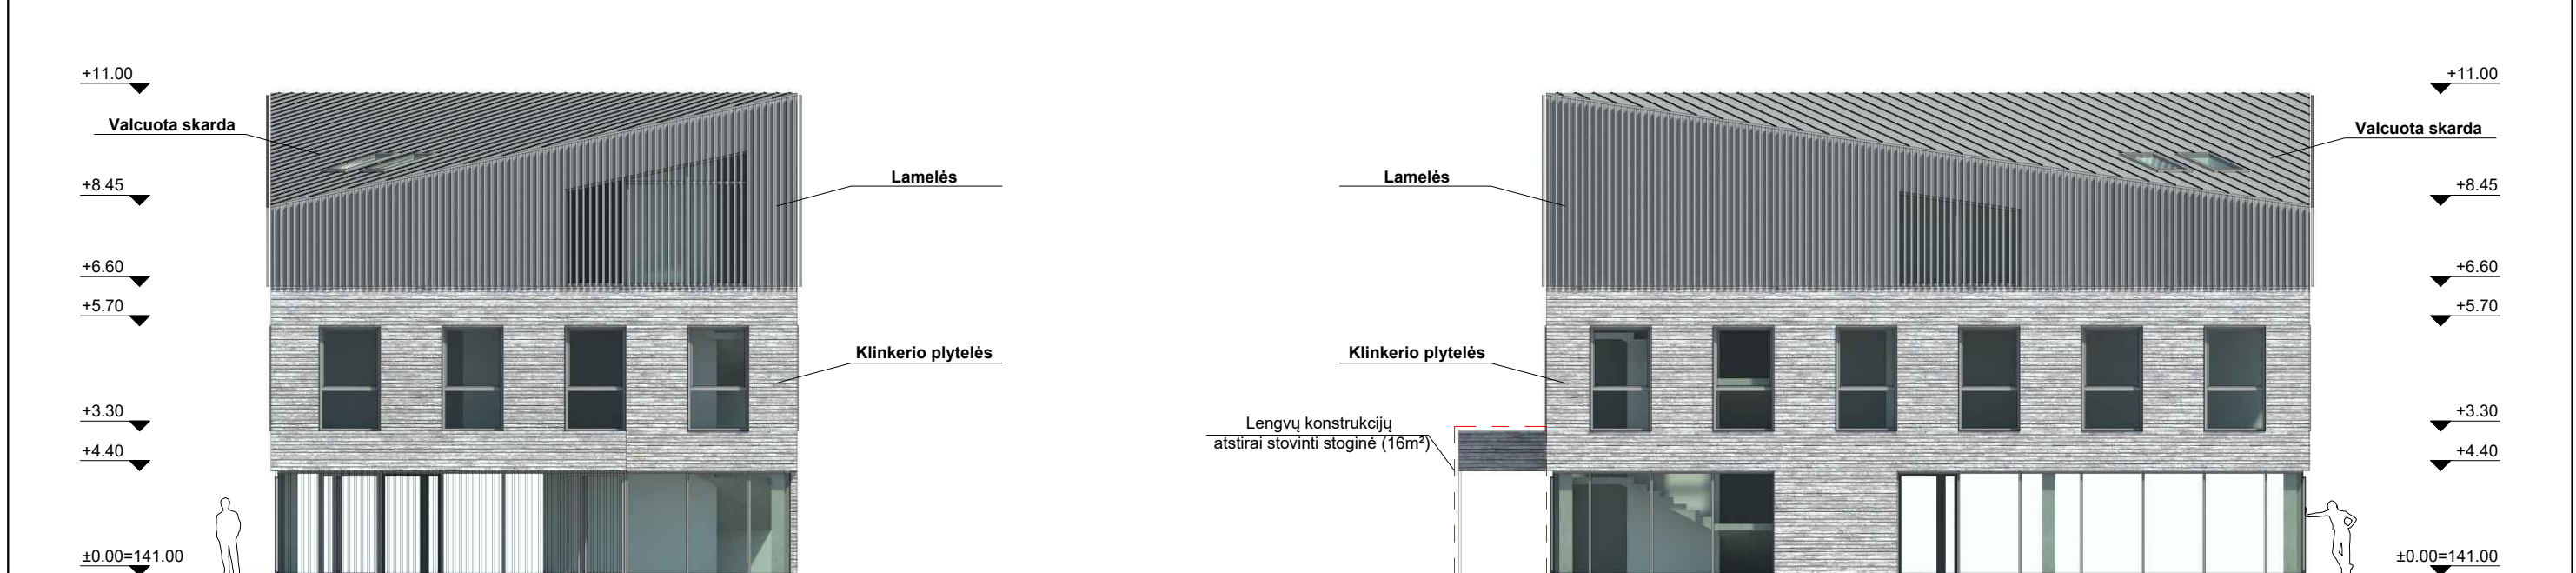 +11.00
Valcuota skarda
+8.45
Lamelės
+6.60
+5.70
Klinkerio plytelės
+3.30
+4.40
±0.00=141.00
+11.00
Valcuota skarda
Lamelės
+8.45
+6.60
+5.70
Klinkerio plytelės
+3.30
Lengvų konstrukcijų
atstirai stovinti stoginė (16m²)
+4.40
±0.00=141.00